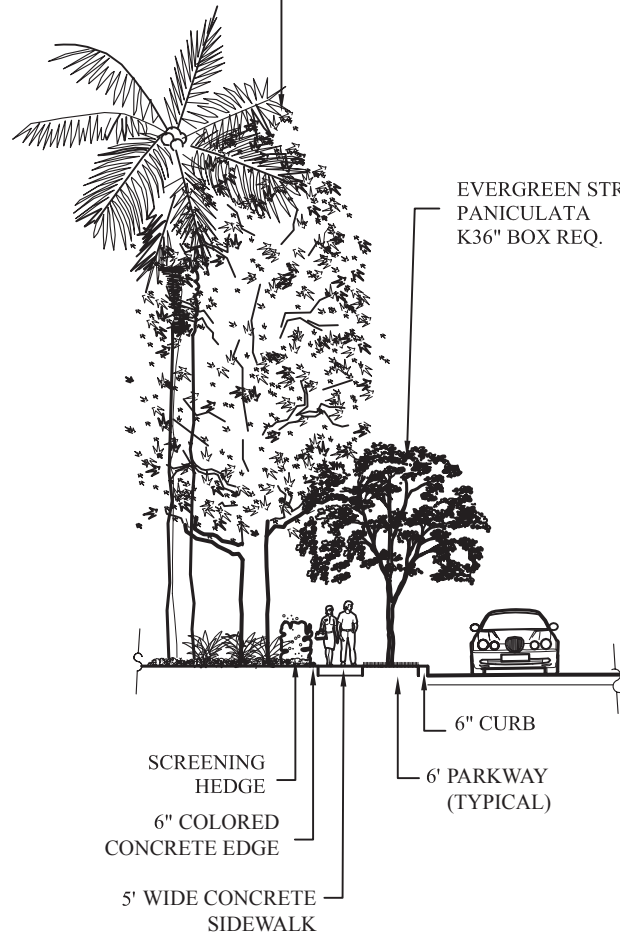 EVERGREEN STR
PANICULATA
K36" BOX REQ.
6" CURB
SCREENING
HEDGE
6' PARKWAY
(TYPICAL)
6" COLORED
CONCRETE EDGE
5' WIDE CONCRETE
SIDEWALK